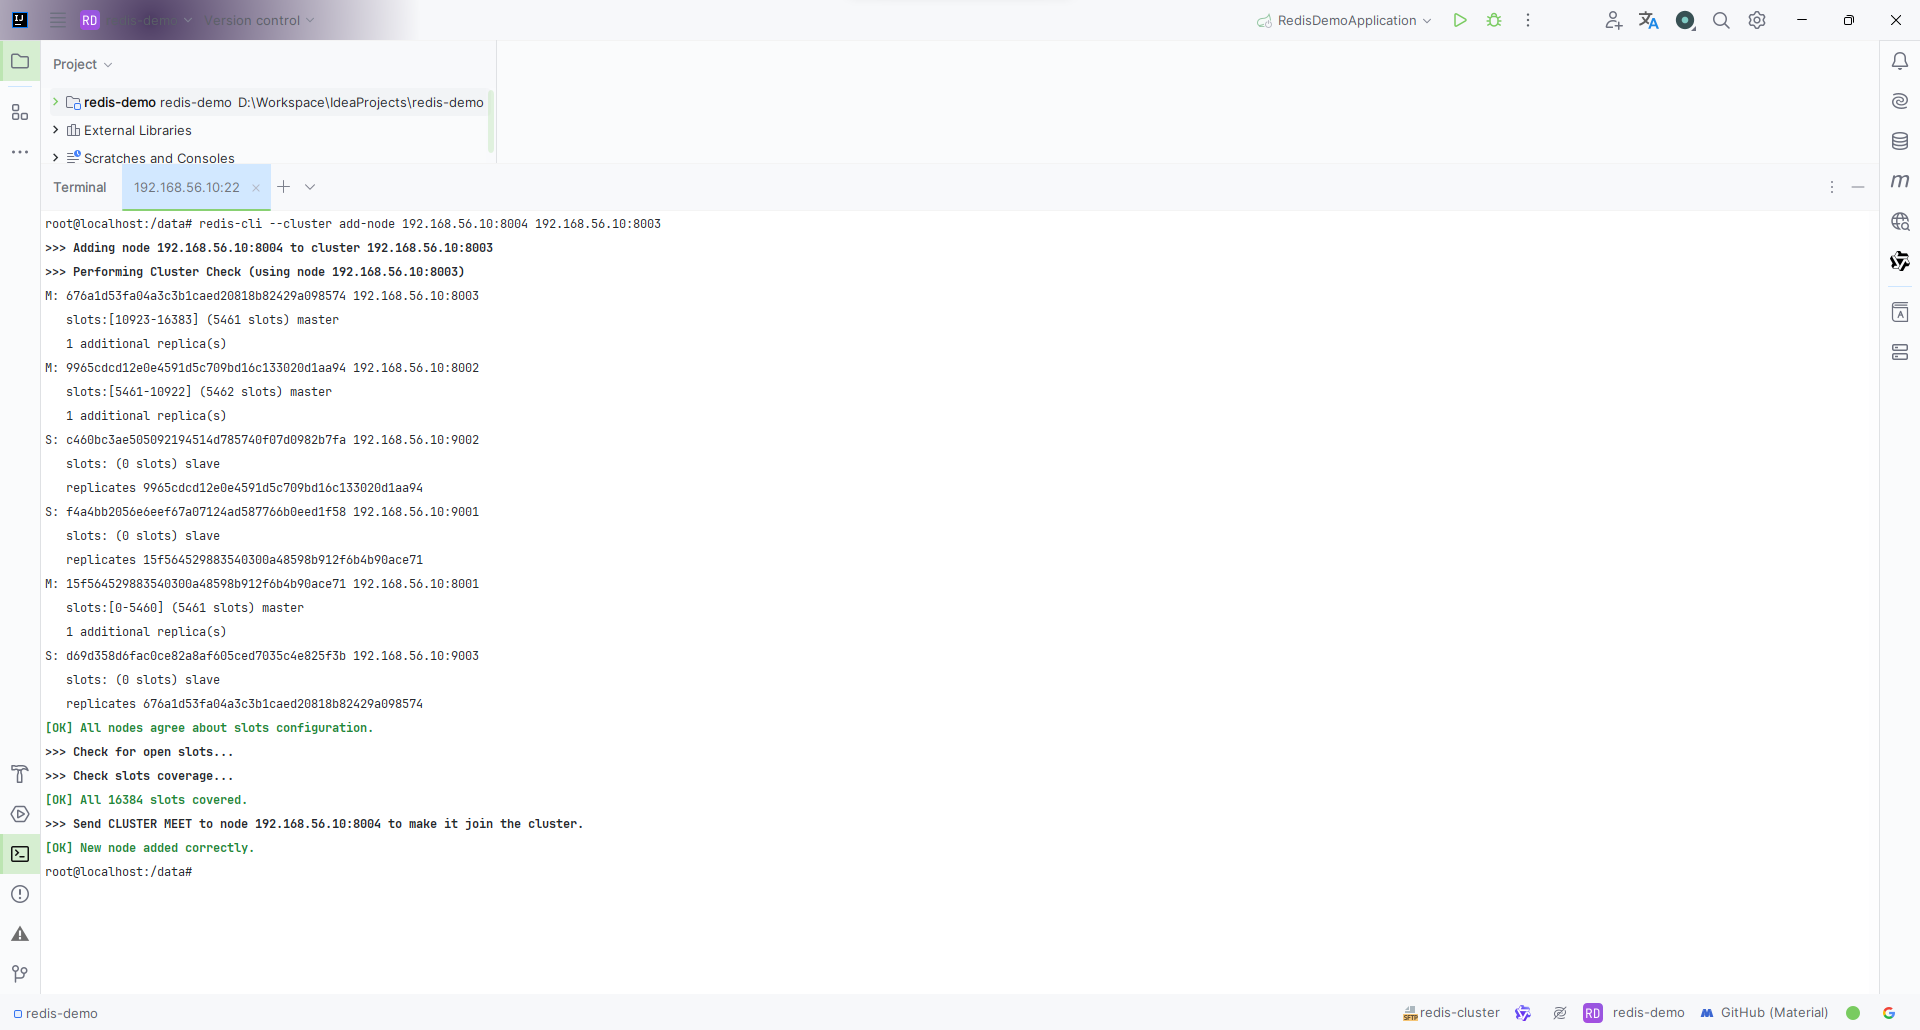 RD redis-demo Version control RedisDemoApplication
Project
redis-demo redis-demo D:\Workspace\IdeaProjects\redis-demo
External Libraries
Scratches and Consoles
Terminal 192.168.56.10:22
root@localhost:/data# redis-cli --cluster add-node 192.168.56.10:8004 192.168.56.10:8003
>>> Adding node 192.168.56.10:8004 to cluster 192.168.56.10:8003
>>> Performing Cluster Check (using node 192.168.56.10:8003)
M: 676a1d53fa04a3c3b1caed20818b82429a098574 192.168.56.10:8003
slots:[10923-16383] (5461 slots) master
1 additional replica(s)
M: 9965cdcd12e0e4591d5c709bd16c133020d1aa94 192.168.56.10:8002
slots:[5461-10922] (5462 slots) master
1 additional replica(s)
S: c460bc3ae505092194514d785740f07d0982b7fa 192.168.56.10:9002
slots: (0 slots) slave
replicates 9965cdcd12e0e4591d5c709bd16c133020d1aa94
S: f4a4bb2056e6eef67a07124ad587766b0eed1f58 192.168.56.10:9001
slots: (0 slots) slave
replicates 15f564529883540300a48598b912f6b4b90ace71
M: 15f564529883540300a48598b912f6b4b90ace71 192.168.56.10:8001
slots:[0-5460] (5461 slots) master
1 additional replica(s)
S: d69d358d6fac0ce82a8af605ced7035c4e825f3b 192.168.56.10:9003
slots: (0 slots) slave
replicates 676a1d53fa04a3c3b1caed20818b82429a098574
[OK] All nodes agree about slots configuration.
>>> Check for open slots...
>>> Check slots coverage...
[OK] All 16384 slots covered.
>>> Send CLUSTER MEET to node 192.168.56.10:8004 to make it join the cluster.
[OK] New node added correctly.
root@localhost:/data#
redis-demo redis-cluster RD redis-demo GitHub (Material)